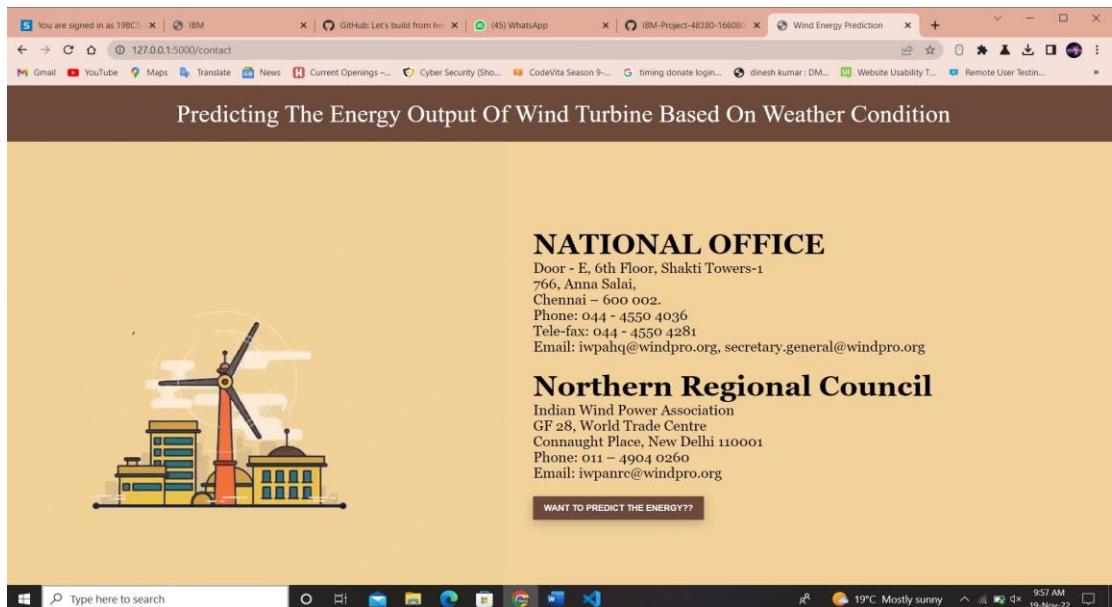 You are signed in as 19BCS
IBM
GitHub: Let's build from her
(45) WhatsApp
IBM-Project-48380-166080
Wind Energy Prediction
127.0.0.1:5000/contact
Gmail
YouTube
Maps
Translate
News
Current Openings –...
Cyber Security (Sho...
CodeVita Season 9-...
timing donate login...
dinesh kumar : DM...
Website Usability T...
Remote User Testin...
Predicting The Energy Output Of Wind Turbine Based On Weather Condition
NATIONAL OFFICE
Door - E, 6th Floor, Shakti Towers-1
766, Anna Salai,
Chennai – 600 002.
Phone: 044 - 4550 4036
Tele-fax: 044 - 4550 4281
Email: iwpahq@windpro.org, secretary.general@windpro.org
Northern Regional Council
Indian Wind Power Association
GF 28, World Trade Centre
Connaught Place, New Delhi 110001
Phone: 011 – 4904 0260
Email: iwpanrc@windpro.org
WANT TO PREDICT THE ENERGY??
Type here to search
19°C Mostly sunny
9:57 AM
19-Nov-22